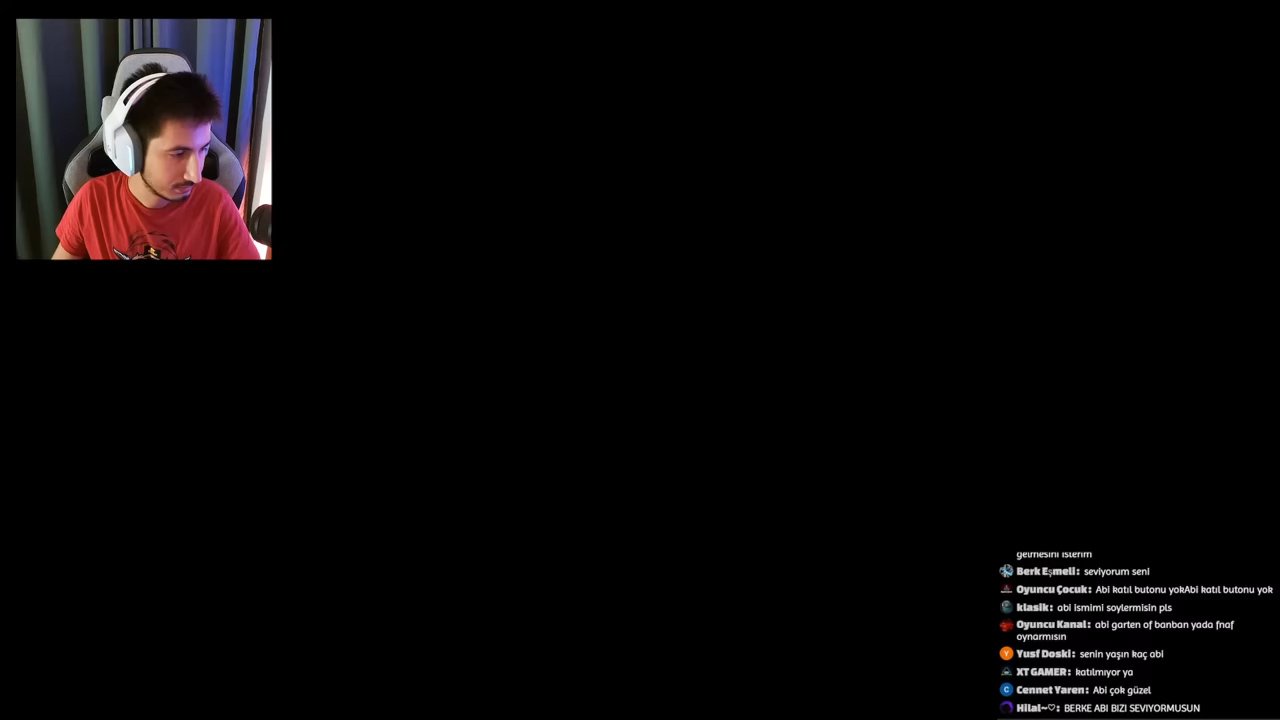 gelmesini isterim
Berk Eşmeli: seviyorum seni
Oyuncu Çocuk: Abi katıl butonu yokAbi katıl butonu yok
klasik: abi ismimi soylermisin pls
Oyuncu Kanal: abi garten of banban yada fnaf
oynarmısın
Yusf Doski: senin yaşın kaç abi
XT GAMER: katılmıyor ya
Cennet Yaren: Abi çok güzel
Hilal~♡: BERKE ABI BIZI SEVIYORMUSUN